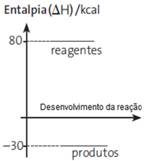 Entalpia (ΔH)/kcal
80
reagentes
Desenvolvimento da reação
−30
produtos